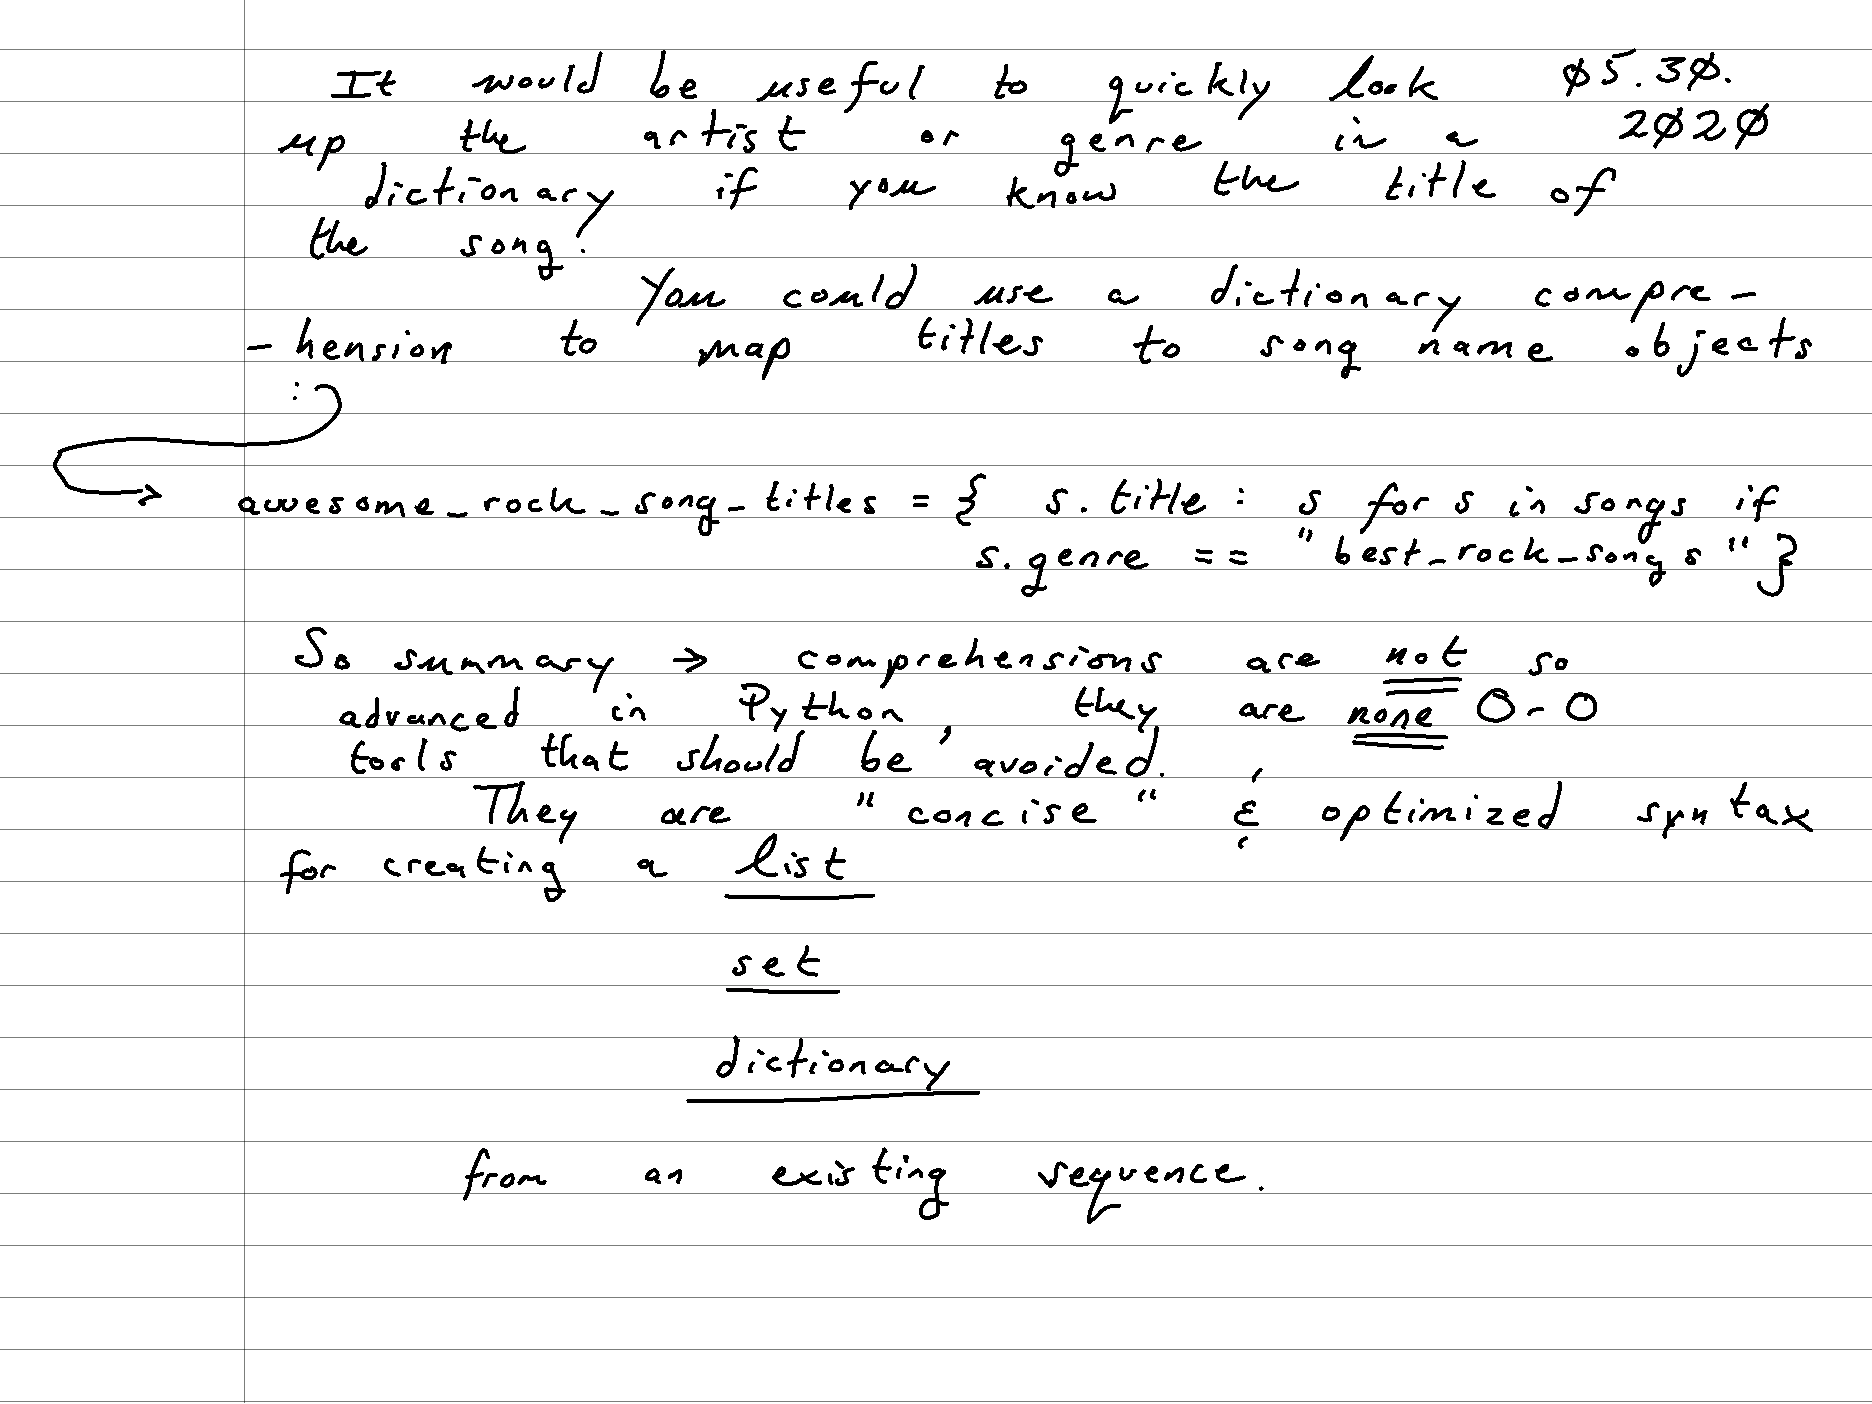 It would be useful to quickly look ø5.3ø.
up the artist or genre in a 2ø2ø
dictionary if you know the title of
the song!
You could use a dictionary compre-
-hension to map titles to song name objects
:
awesome_rock_song_titles = { s.title : s for s in songs if
s.genre == "best_rock_songs" }
So summary → comprehensions are not so
advanced in Python, they are none O-O
tools that should be avoided.
They are "concise" & optimized syntax
for creating a list
set
dictionary
from an existing sequence.